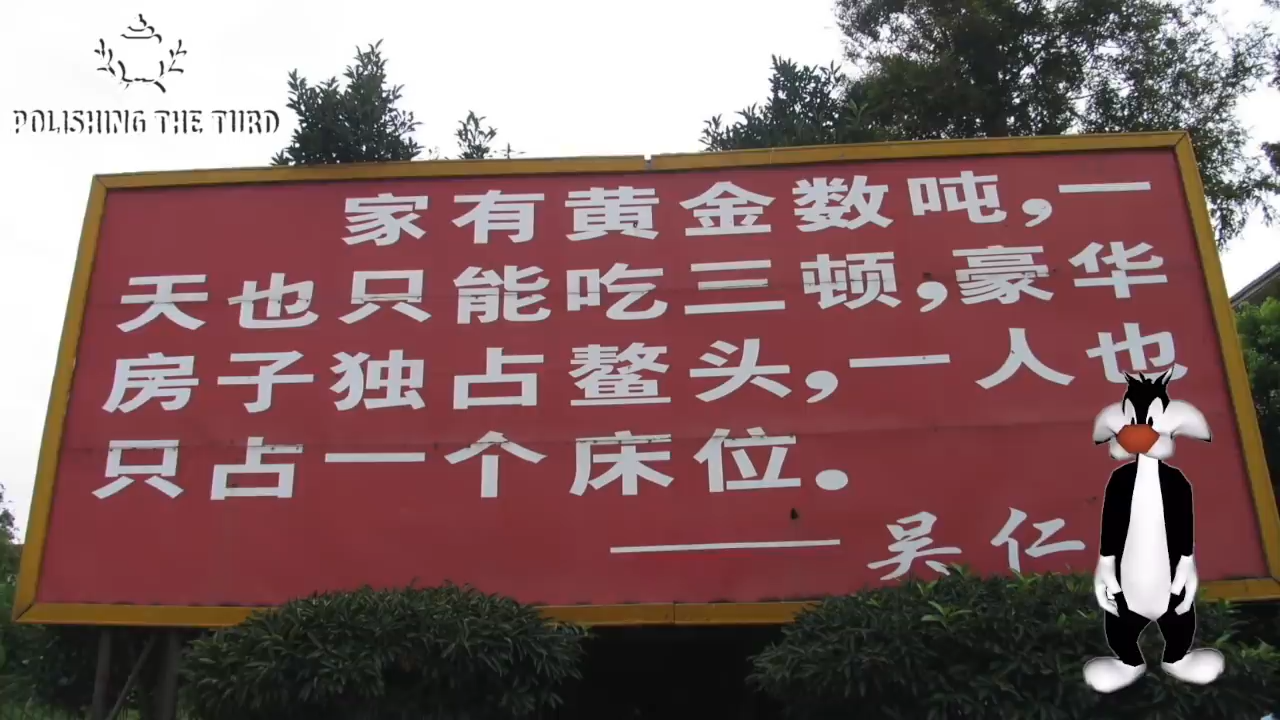 POLISHING THE TURD
家有黄金数吨,一
天也只能吃三顿,豪华
房子独占鳌头,一人也
只占一个床位.
——吴仁